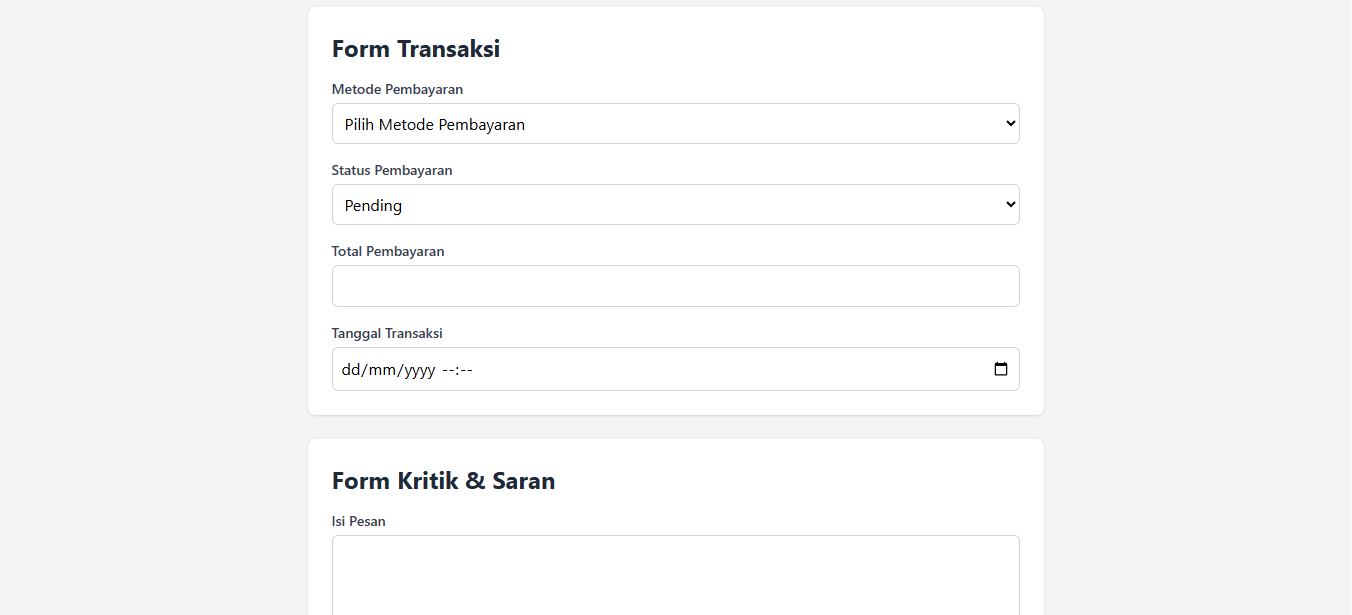 Form Transaksi
Metode Pembayaran
Pilih Metode Pembayaran
Status Pembayaran
Pending
Total Pembayaran
Tanggal Transaksi
dd/mm/yyyy --:--
Form Kritik & Saran
Isi Pesan